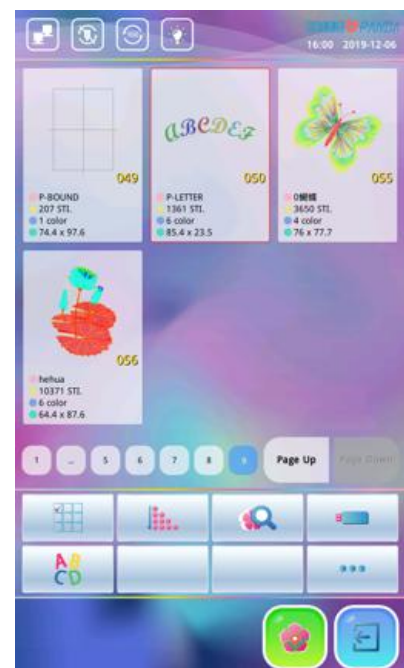 PANDA
16:00 2019-12-06
ABCDEF
049
P-BOUND
207 STI.
1 color
74.4 x 97.6
050
P-LETTER
1361 STI.
6 color
85.4 x 23.5
055
0蝴蝶
3650 STI.
4 color
76 x 77.7
056
hehua
10371 STI.
6 color
64.4 x 87.6
1 ... 5 6 7 8 9 Page Up Page Down
A B
C D